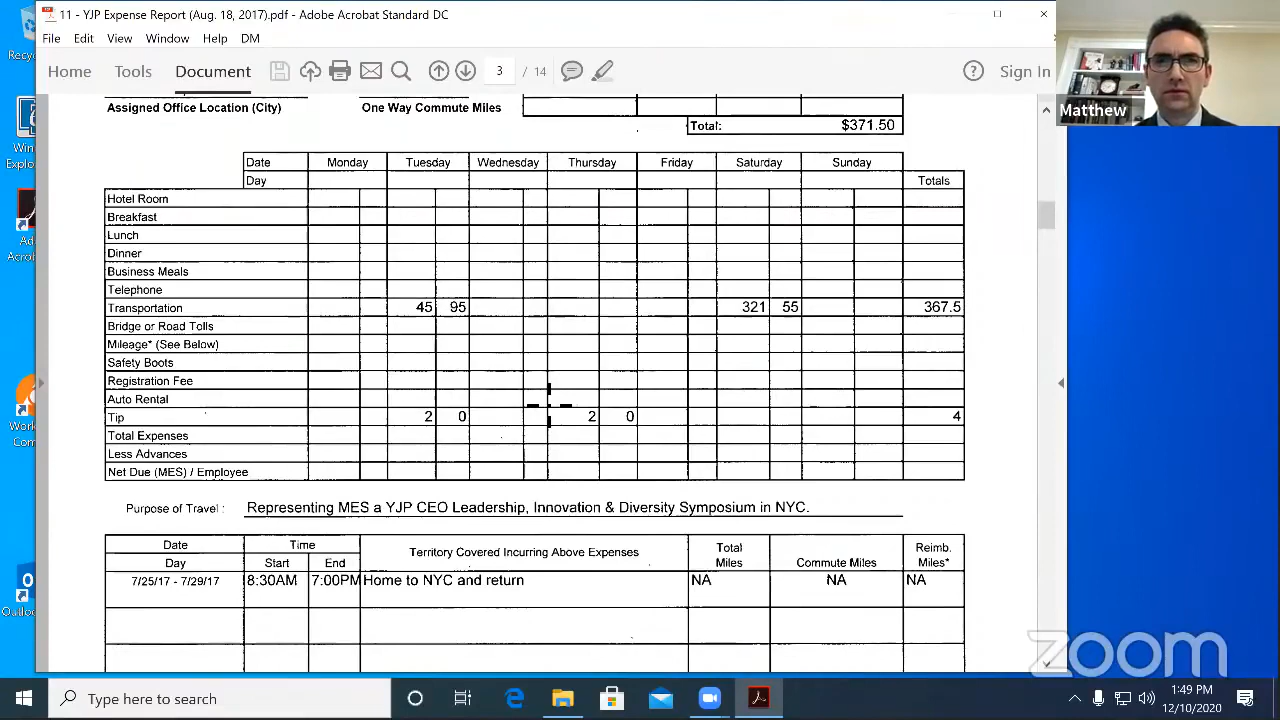 11 - YJP Expense Report (Aug. 18, 2017).pdf - Adobe Acrobat Standard DC
File Edit View Window Help DM
Home Tools Document 3 / 14 Sign In
Matthew
Assigned Office Location (City) One Way Commute Miles
Total: $371.50
Date Monday Tuesday Wednesday Thursday Friday Saturday Sunday
Day Totals
Hotel Room
Breakfast
Lunch
Dinner
Business Meals
Telephone
Transportation 45 95 321 55 367.5
Bridge or Road Tolls
Mileage* (See Below)
Safety Boots
Registration Fee
Auto Rental
Tip 2 0 2 0 4
Total Expenses
Less Advances
Net Due (MES) / Employee
Purpose of Travel : Representing MES a YJP CEO Leadership, Innovation & Diversity Symposium in NYC.
Date Time Territory Covered Incurring Above Expenses Total Reimb.
Day Start End Miles Commute Miles Miles*
7/25/17 - 7/29/17 8:30AM 7:00PM Home to NYC and return NA NA NA
zoom
Type here to search
1:49 PM
12/10/2020